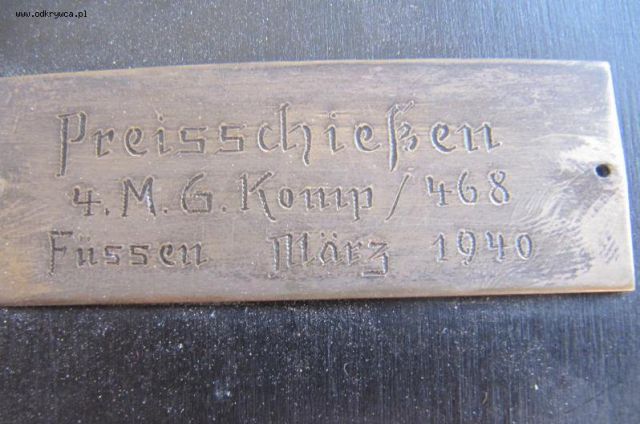 www.odkrywca.pl
Preisschießen
4. M. G. Komp / 468
Füssen März 1940